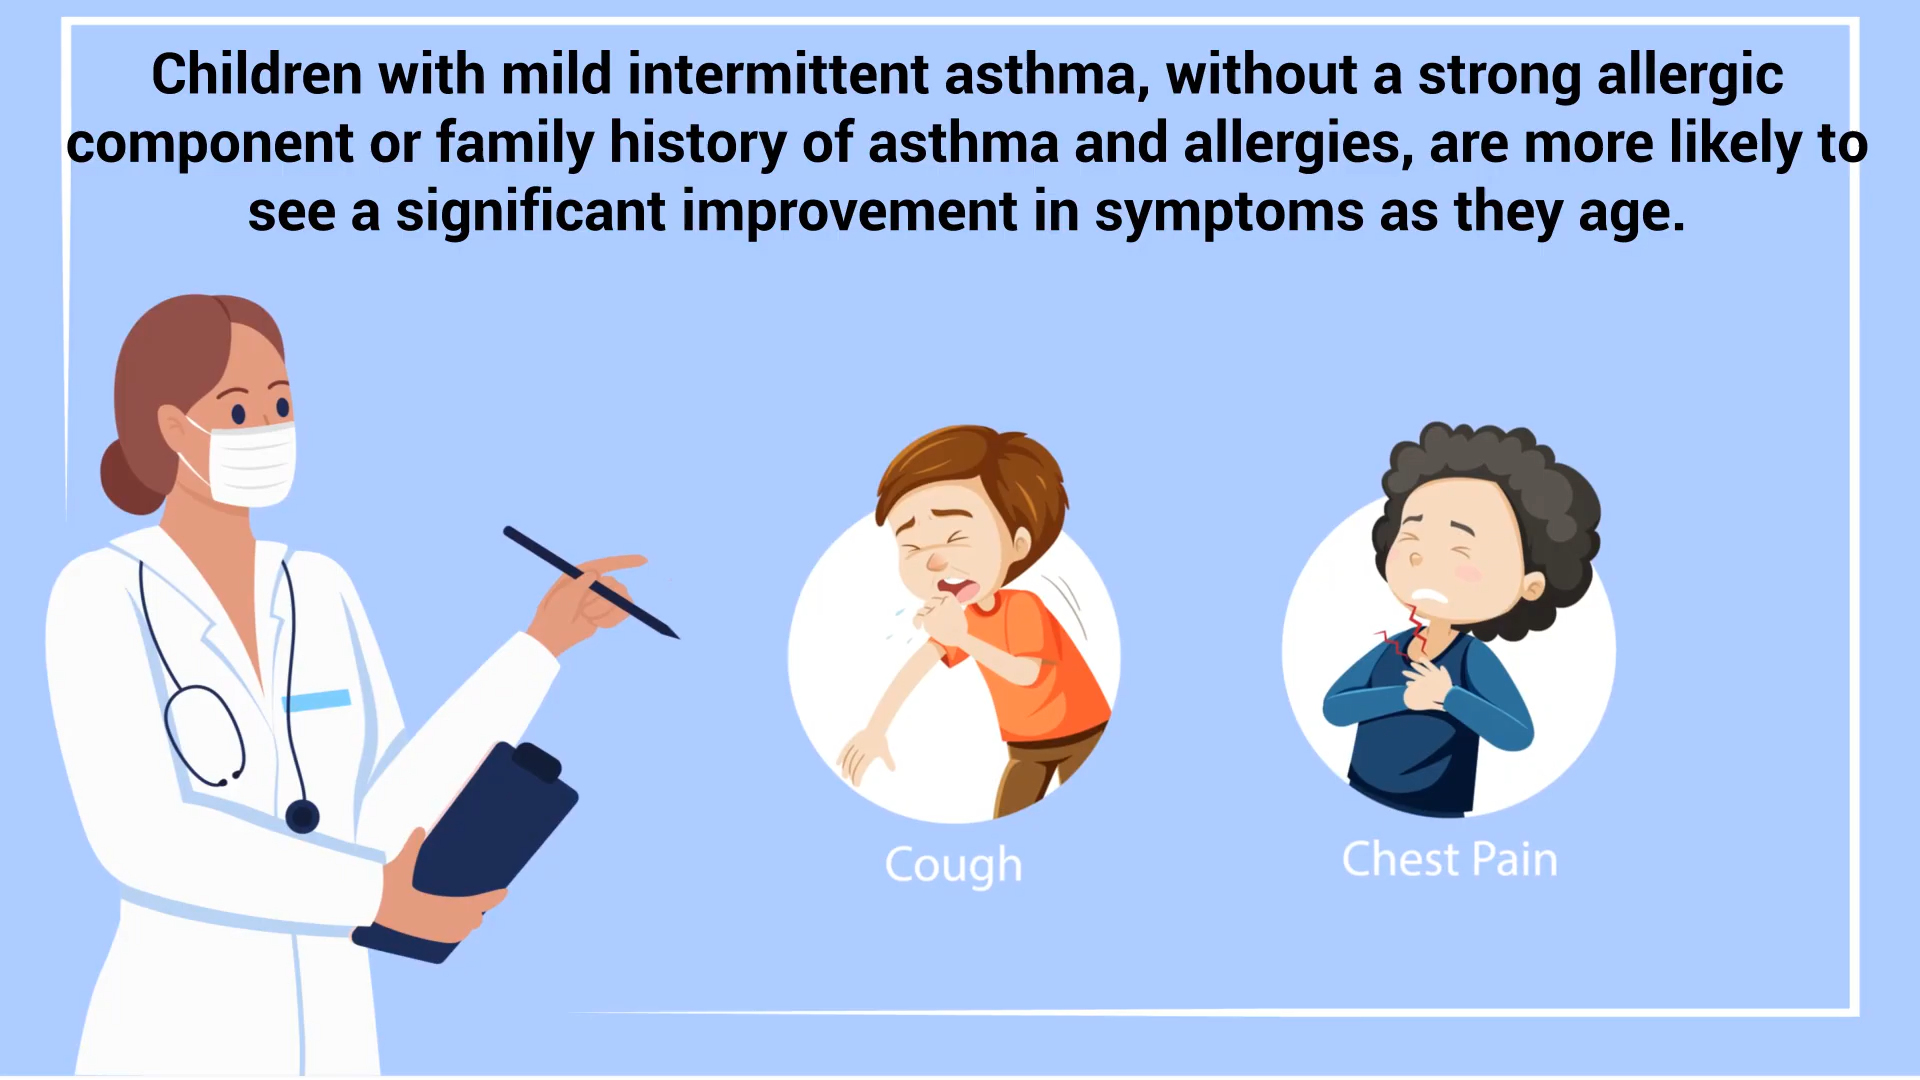 Children with mild intermittent asthma, without a strong allergic
component or family history of asthma and allergies, are more likely to
see a significant improvement in symptoms as they age.
Cough
Chest Pain